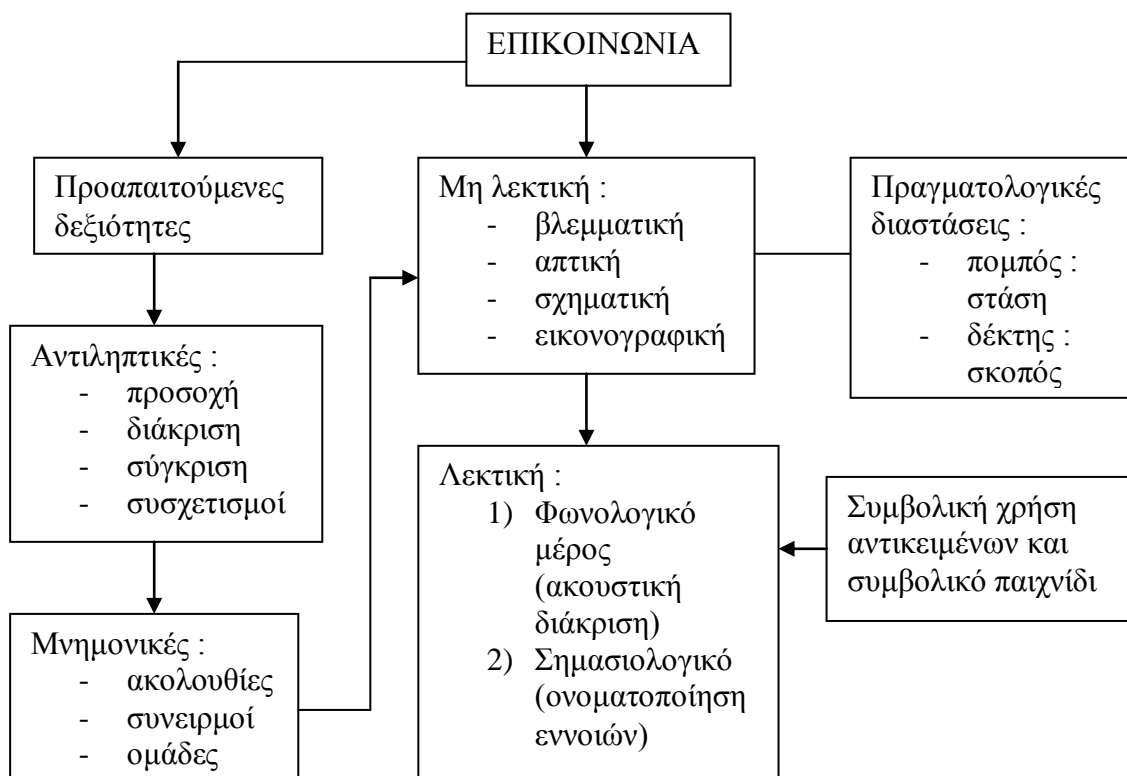 ΕΠΙΚΟΙΝΩΝΙΑ
Προαπαιτούμενες
δεξιότητες
Αντιληπτικές :
- προσοχή
- διάκριση
- σύγκριση
- συσχετισμοί
Μνημονικές :
- ακολουθίες
- συνειρμοί
- ομάδες
Μη λεκτική :
- βλεμματική
- απτική
- σχηματική
- εικονογραφική
Λεκτική :
1) Φωνολογικό
μέρος
(ακουστική
διάκριση)
2) Σημασιολογικό
(ονοματοποίηση
εννοιών)
Πραγματολογικές
διαστάσεις :
- πομπός :
στάση
- δέκτης :
σκοπός
Συμβολική χρήση
αντικειμένων και
συμβολικό παιχνίδι